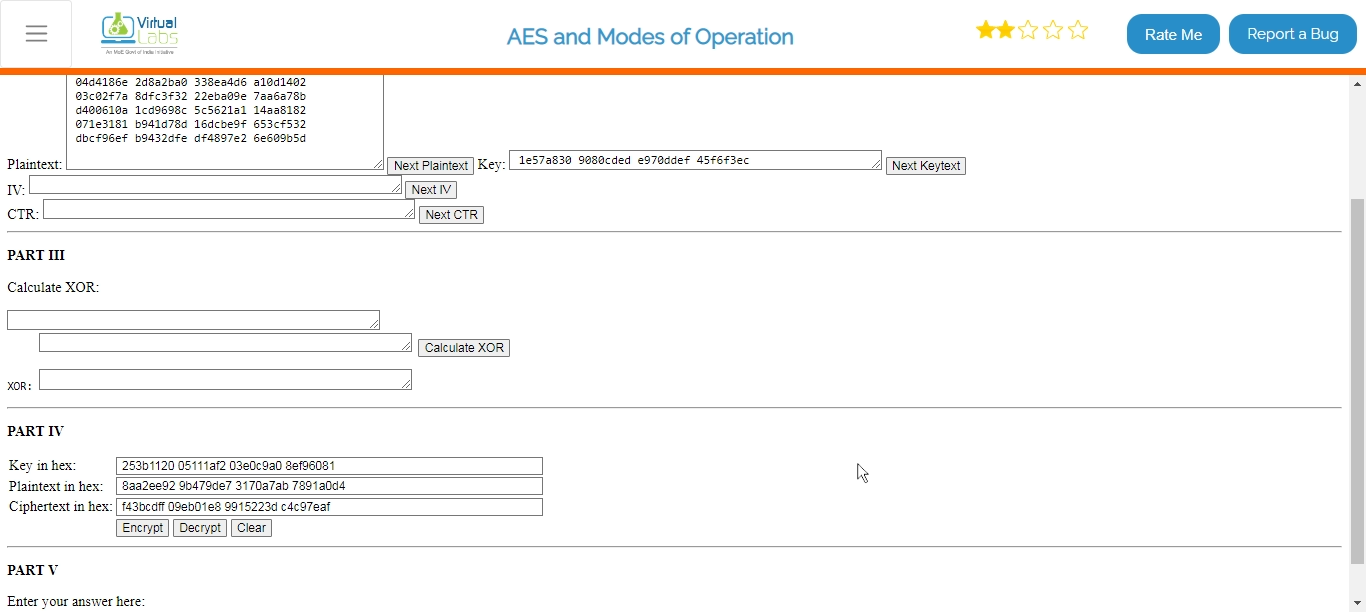 Virtual
Labs
An MoE Govt of India Initiative
AES and Modes of Operation
Rate Me
Report a Bug
04d4186e 2d8a2ba0 338ea4d6 a10d1402
03c02f7a 8dfc3f32 22eba09e 7aa6a78b
d400610a 1cd9698c 5c5621a1 14aa8182
071e3181 b941d78d 16dcbe9f 653cf532
dbcf96ef b9432dfe df4897e2 6e609b5d
Plaintext: Next Plaintext Key: 1e57a830 9080cded e970ddef 45f6f3ec Next Keytext
IV: Next IV
CTR: Next CTR
PART III
Calculate XOR:
Calculate XOR
XOR:
PART IV
Key in hex: 253b1120 05111af2 03e0c9a0 8ef96081
Plaintext in hex: 8aa2ee92 9b479de7 3170a7ab 7891a0d4
Ciphertext in hex: f43bcdff 09eb01e8 9915223d c4c97eaf
Encrypt Decrypt Clear
PART V
Enter your answer here: